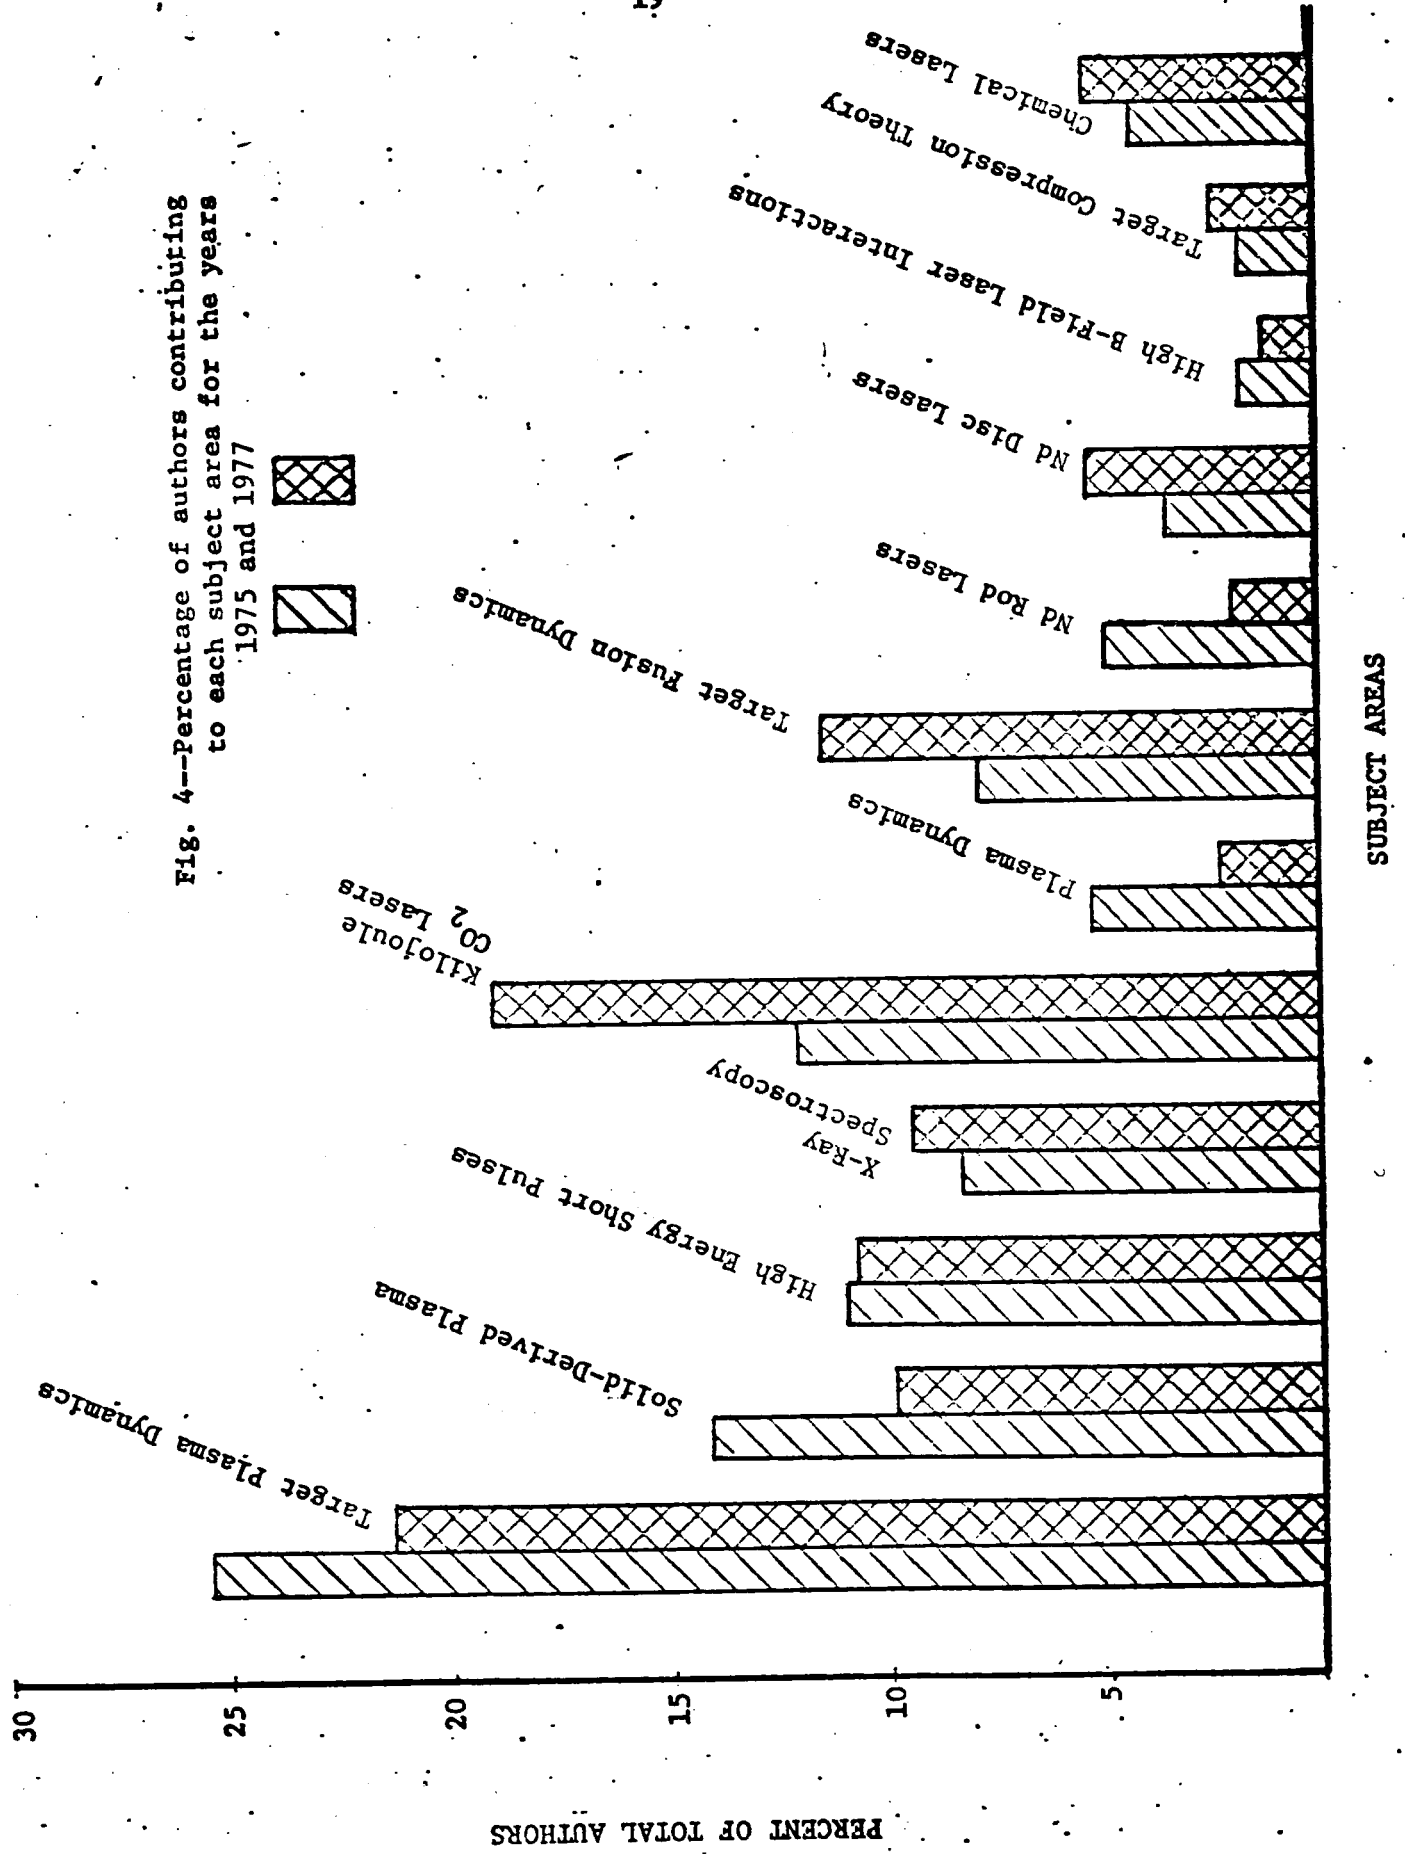 19
Fig. 4--Percentage of authors contributing
to each subject area for the years
1975 and 1977
PERCENT OF TOTAL AUTHORS
30
25
20
15
10
5
Target Plasma Dynamics
Solid-Derived Plasma
High Energy Short Pulses
X-Ray
Spectroscopy
Kilojoule
CO2 Lasers
Plasma Dynamics
Target Fusion Dynamics
Nd Rod Lasers
Nd Disc Lasers
High B-Field Laser Interactions
Target Compression Theory
Chemical Lasers
SUBJECT AREAS